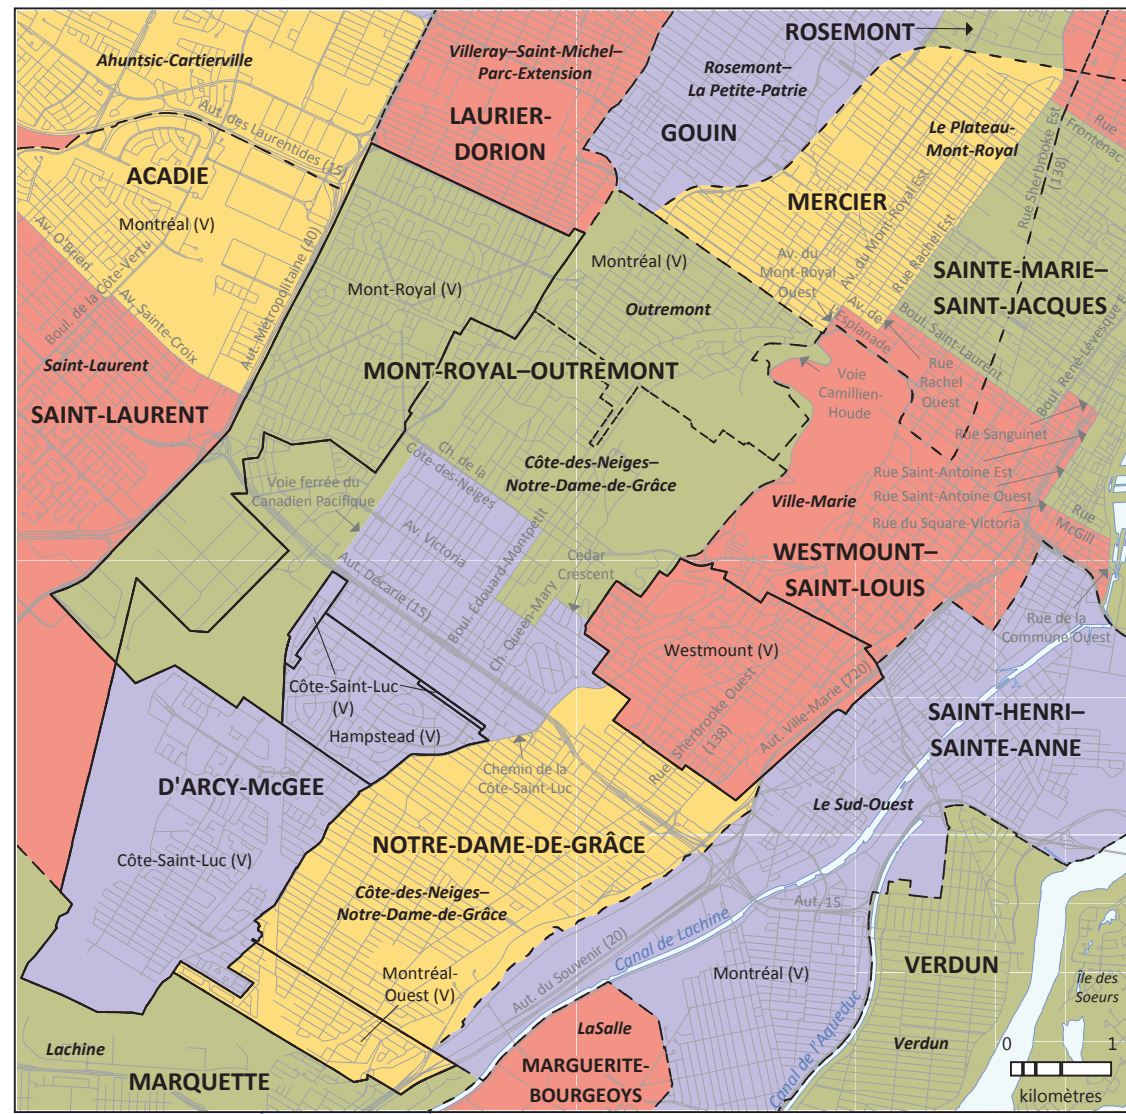 ROSEMONT
Ahuntsic-Cartierville
Villeray–Saint-Michel–
Parc-Extension
Rosemont–
La Petite-Patrie
Aut. des Laurentides (15)
LAURIER-
DORION
GOUIN
Le Plateau-
Mont-Royal
Rue
Frontenac
Rue Sherbrooke Est
(138)
ACADIE
Montréal (V)
MERCIER
Av. O'Brien
Boul. de la Côte-Vertu
Av. Sainte-Croix
Aut. Métropolitaine (40)
Mont-Royal (V)
Montréal (V)
Outremont
Av. du
Mont-Royal
Ouest
Av. du Mont-Royal Est
Rue Rachel Est
SAINTE-MARIE–
SAINT-JACQUES
Av. de
l'Esplanade
Boul. Saint-Laurent
Boul. René-Lévesque E
Saint-Laurent
SAINT-LAURENT
MONT-ROYAL–OUTREMONT
Voie
Camillien-
Houde
Rue
Rachel
Ouest
Rue Sanguinet
Ch. de la
Côte-des-Neiges
Côte-des-Neiges–
Notre-Dame-de-Grâce
Voie ferrée du
Canadien Pacifique
Rue Saint-Antoine Est
Ville-Marie
Rue Saint-Antoine Ouest
Rue du Square-Victoria
Rue
McGill
Av. Victoria
Boul. Édouard-Montpetit
Cedar
Crescent
WESTMOUNT–
SAINT-LOUIS
Aut. Décarie (15)
Ch. Queen-Mary
Rue de la
Commune Ouest
Westmount (V)
Côte-Saint-Luc
(V)
Hampstead (V)
Rue Sherbrooke Ouest
(138)
Aut. Ville-Marie (720)
SAINT-HENRI–
SAINTE-ANNE
D'ARCY-McGEE
Chemin de la
Côte-Saint-Luc
Le Sud-Ouest
NOTRE-DAME-DE-GRÂCE
Côte-Saint-Luc (V)
Côte-des-Neiges–
Notre-Dame-de-Grâce
Aut. 15
Aut. du Souvenir (20)
Canal de Lachine
Montréal-
Ouest (V)
Montréal (V)
VERDUN
Île des
Soeurs
Canal de l'Aqueduc
LaSalle
Lachine
Verdun
MARQUETTE
MARGUERITE-
BOURGEOYS
0 1
kilomètres